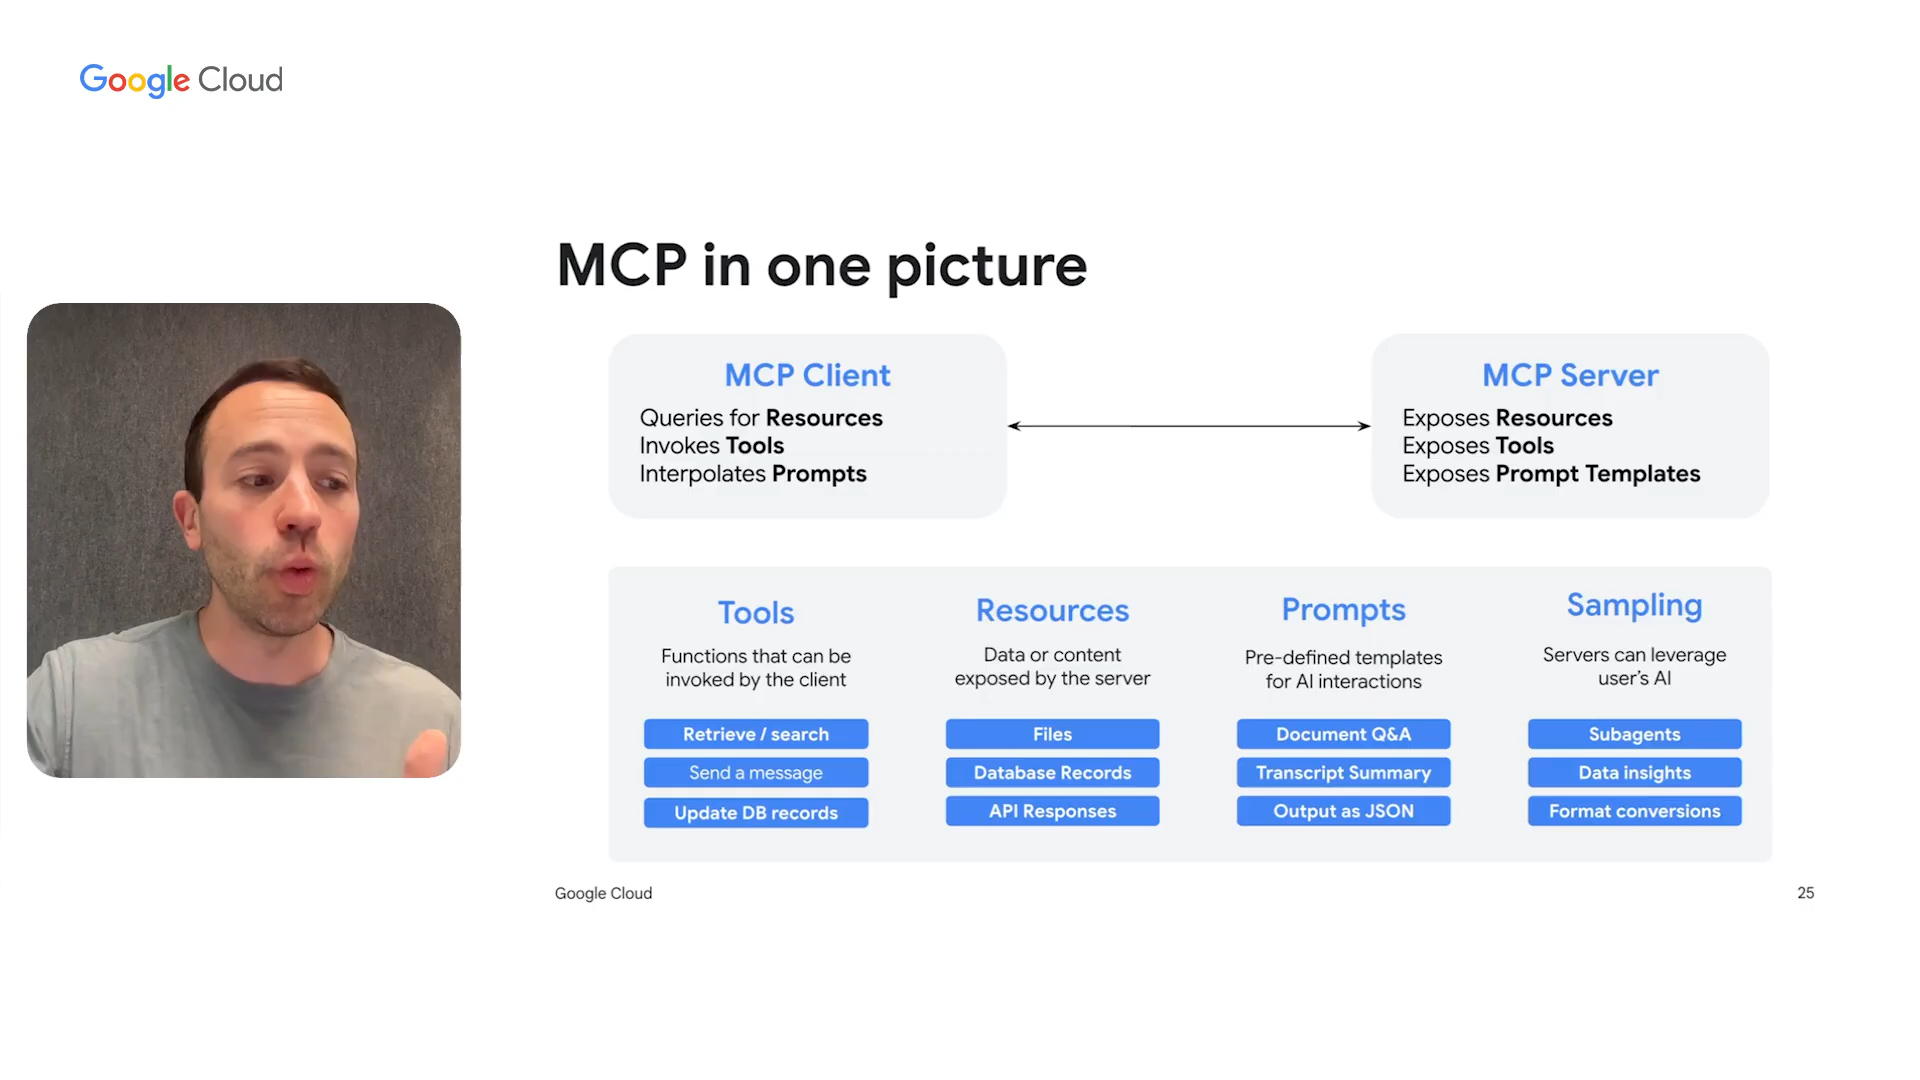 Google Cloud
MCP in one picture
MCP Client
Queries for Resources
Invokes Tools
Interpolates Prompts
MCP Server
Exposes Resources
Exposes Tools
Exposes Prompt Templates
Tools
Functions that can be
invoked by the client
Retrieve / search
Send a message
Update DB records
Resources
Data or content
exposed by the server
Files
Database Records
API Responses
Prompts
Pre-defined templates
for AI interactions
Document Q&A
Transcript Summary
Output as JSON
Sampling
Servers can leverage
user's AI
Subagents
Data insights
Format conversions
Google Cloud
25